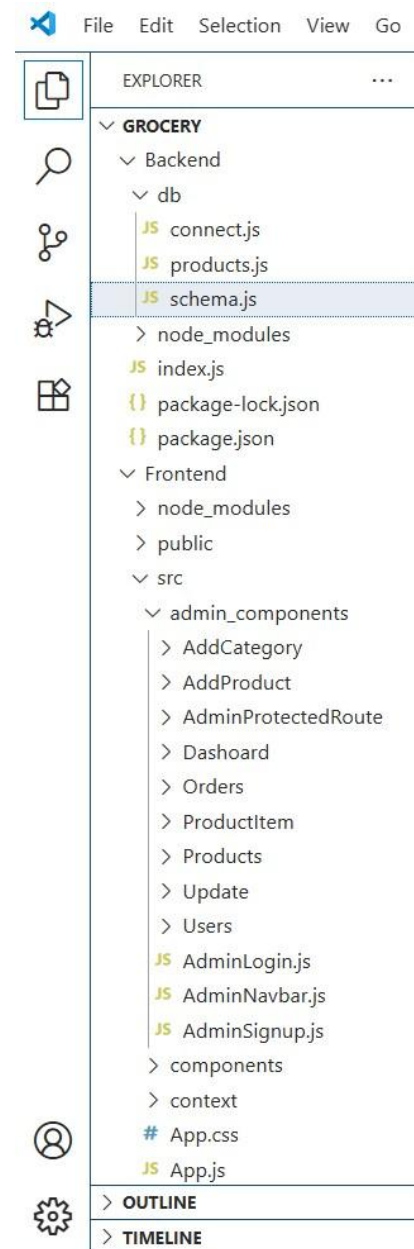 File Edit Selection View Go
EXPLORER ...
GROCERY
Backend
db
JS connect.js
JS products.js
JS schema.js
node_modules
JS index.js
{} package-lock.json
{} package.json
Frontend
node_modules
public
src
admin_components
AddCategory
AddProduct
AdminProtectedRoute
Dashoard
Orders
ProductItem
Products
Update
Users
JS AdminLogin.js
JS AdminNavbar.js
JS AdminSignup.js
components
context
# App.css
JS App.js
OUTLINE
TIMELINE